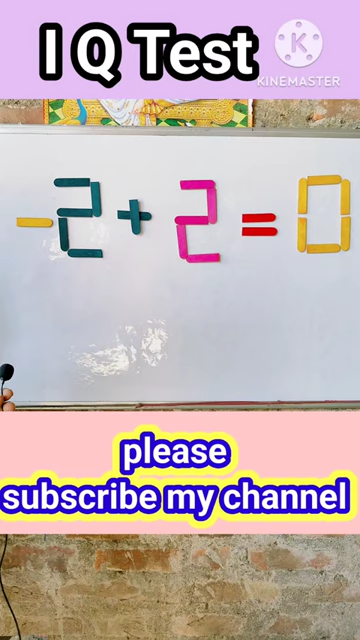 I Q Test
KINEMASTER
-2+2=0
please
subscribe my channel